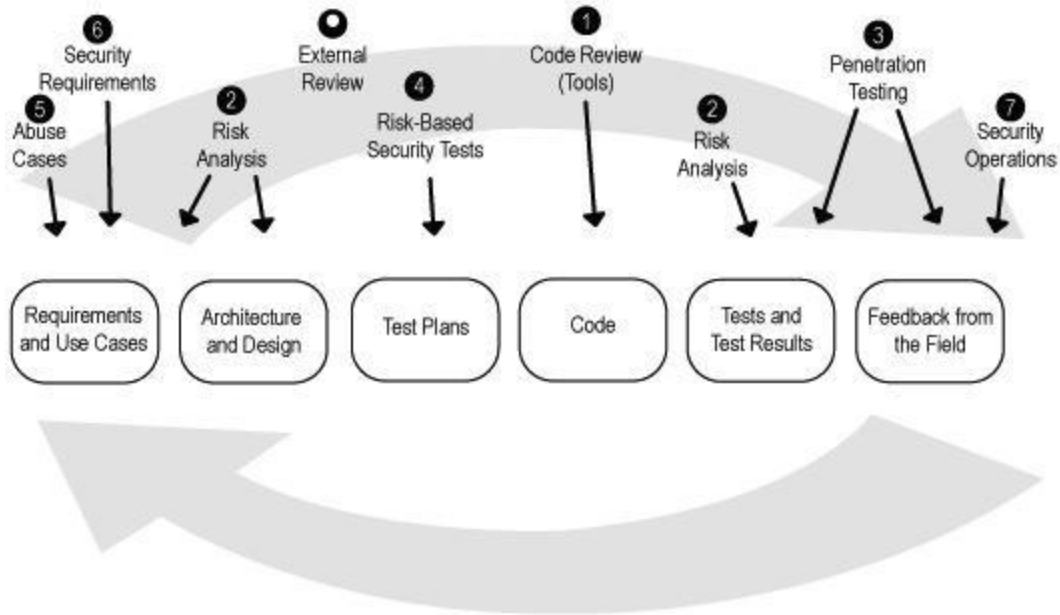 6
Security
Requirements
5
Abuse
Cases
2
Risk
Analysis
External
Review
4
Risk-Based
Security Tests
1
Code Review
(Tools)
2
Risk
Analysis
3
Penetration
Testing
7
Security
Operations
Requirements
and Use Cases
Architecture
and Design
Test Plans
Code
Tests and
Test Results
Feedback from
the Field